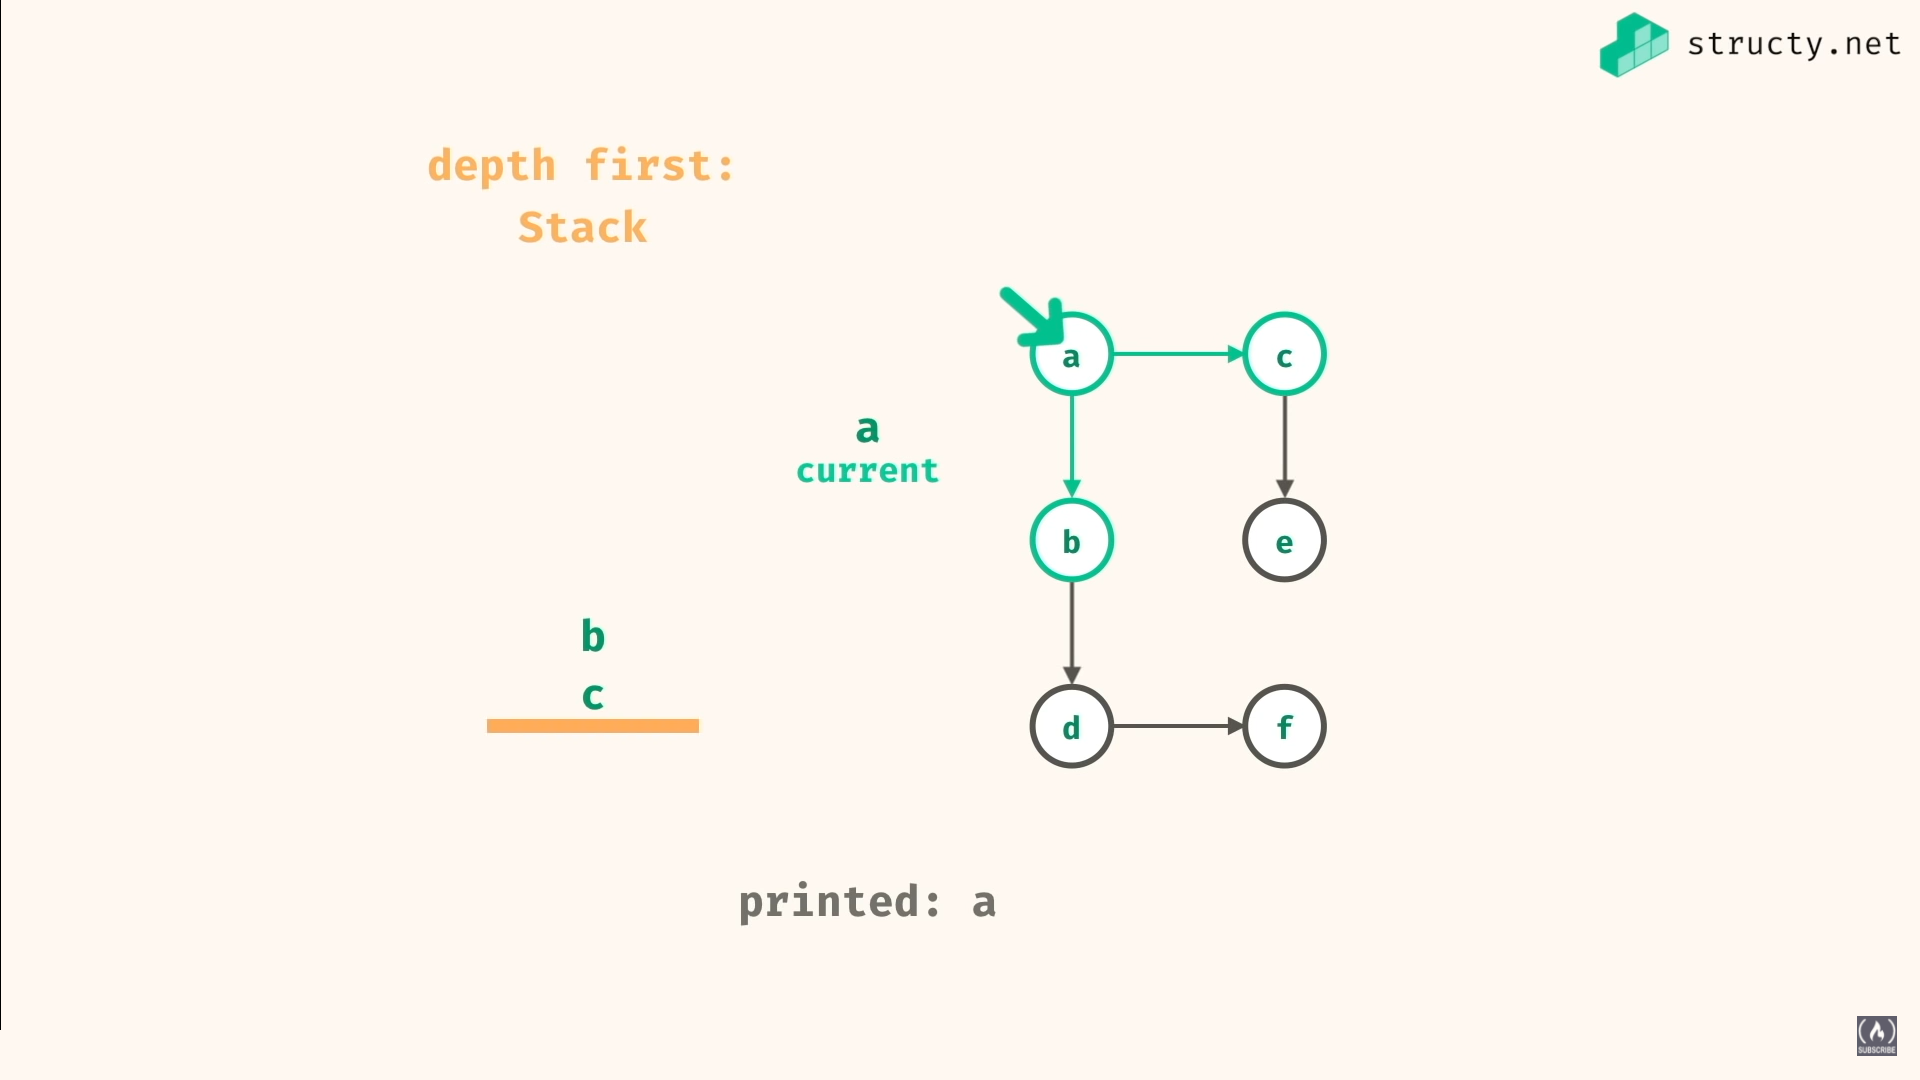 structy.net
depth first:
Stack
a
c
a
current
b
e
b
c
d
f
printed: a
SUBSCRIBE